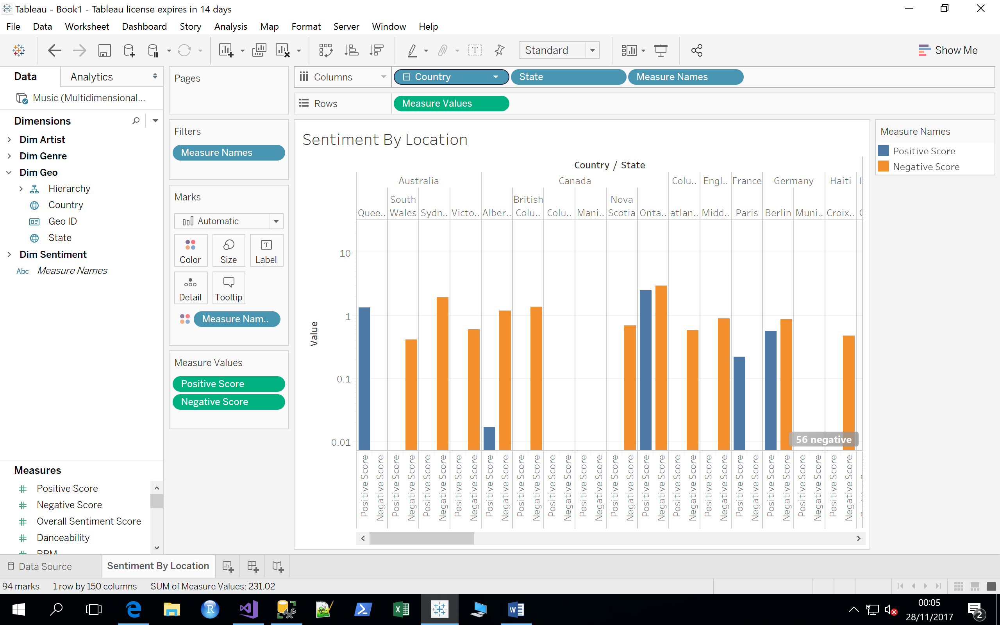 Tableau - Book1 - Tableau license expires in 14 days
File Data Worksheet Dashboard Story Analysis Map Format Server Window Help
Standard
Show Me
Data Analytics
Music (Multidimensional...
Dimensions
Dim Artist
Dim Genre
Dim Geo
Hierarchy
Country
Geo ID
State
Dim Sentiment
Abc Measure Names
Measures
Positive Score
Negative Score
Overall Sentiment Score
Danceability
BPM
Pages
Filters
Measure Names
Marks
Automatic
Color Size Label
Detail Tooltip
Measure Nam..
Measure Values
Positive Score
Negative Score
Columns Country State Measure Names
Rows Measure Values
Sentiment By Location
Country / State
Australia Canada Colu.. Engl.. France Germany Haiti
South British Nova
Quee.. Wales Sydn.. Victo.. Alber.. Colu.. Colu.. Mani.. Scotia Onta.. atlan.. Midd.. Paris Berlin Muni.. Croix..
10
1
0.1
0.01
Value
56 negative
Positive Score Negative Score Positive Score Negative Score Positive Score Negative Score Positive Score Negative Score Positive Score Negative Score Positive Score Negative Score Positive Score Negative Score Positive Score Negative Score Positive Score Negative Score Positive Score Negative Score Positive Score Negative Score Positive Score Negative Score Positive Score Negative Score Positive Score Negative Score Positive Score Negative Score Positive Score Negative Score
Measure Names
Positive Score
Negative Score
Data Source Sentiment By Location
94 marks 1 row by 150 columns SUM of Measure Values: 231.02
00:05
28/11/2017
2